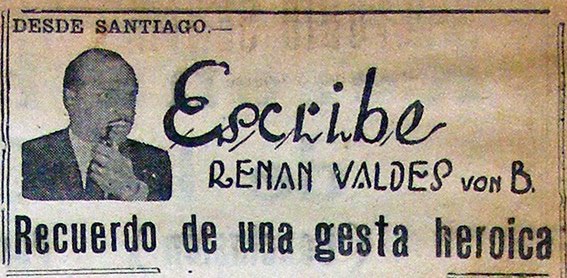 DESDE SANTIAGO.—
Escribe
RENAN VALDES VON B.
Recuerdo de una gesta heroica